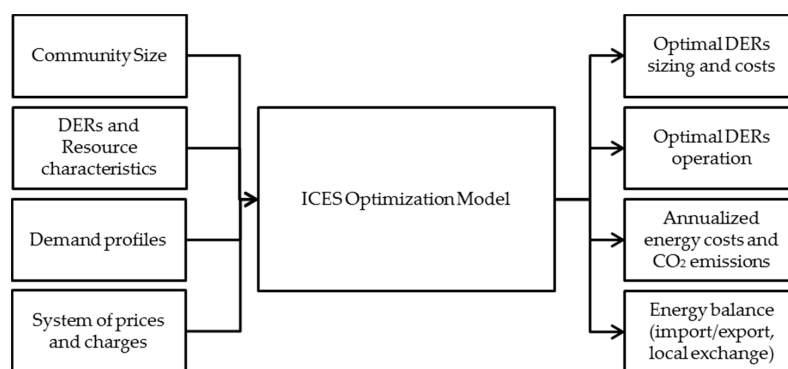 Community Size
DERs and
Resource
characteristics
Demand profiles
System of prices
and charges
ICES Optimization Model
Optimal DERs
sizing and costs
Optimal DERs
operation
Annualized
energy costs and
CO₂ emissions
Energy balance
(import/export,
local exchange)